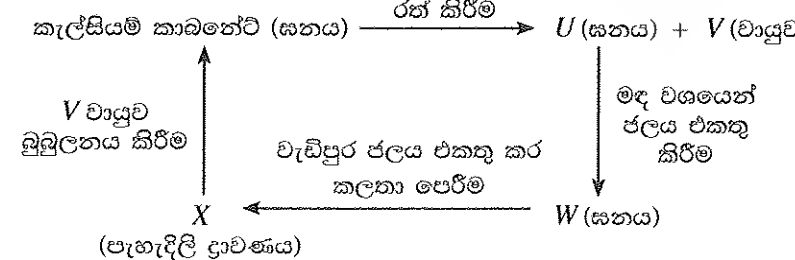 කැල්සියම් කාබනේට් (ඝනය)
රත් කිරීම
U (ඝනය) + V (වායුව
මඳ වශයෙන්
ජලය එකතු
කිරීම
V වායුව
බුබුලනය කිරීම
වැඩිපුර ජලය එකතු කර
කලතා පෙරීම
X
(පැහැදිලි ද්‍රාවණය)
W (ඝනය)